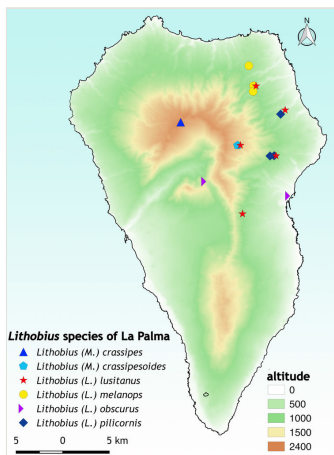 N
Lithobius species of La Palma
Lithobius (M.) crassipes
Lithobius (M.) crassipesoides
Lithobius (L.) lusitanus
Lithobius (L.) melanops
Lithobius (L.) obscurus
Lithobius (L.) pilicornis
5 0 5 km
altitude
0
500
1000
1500
2400